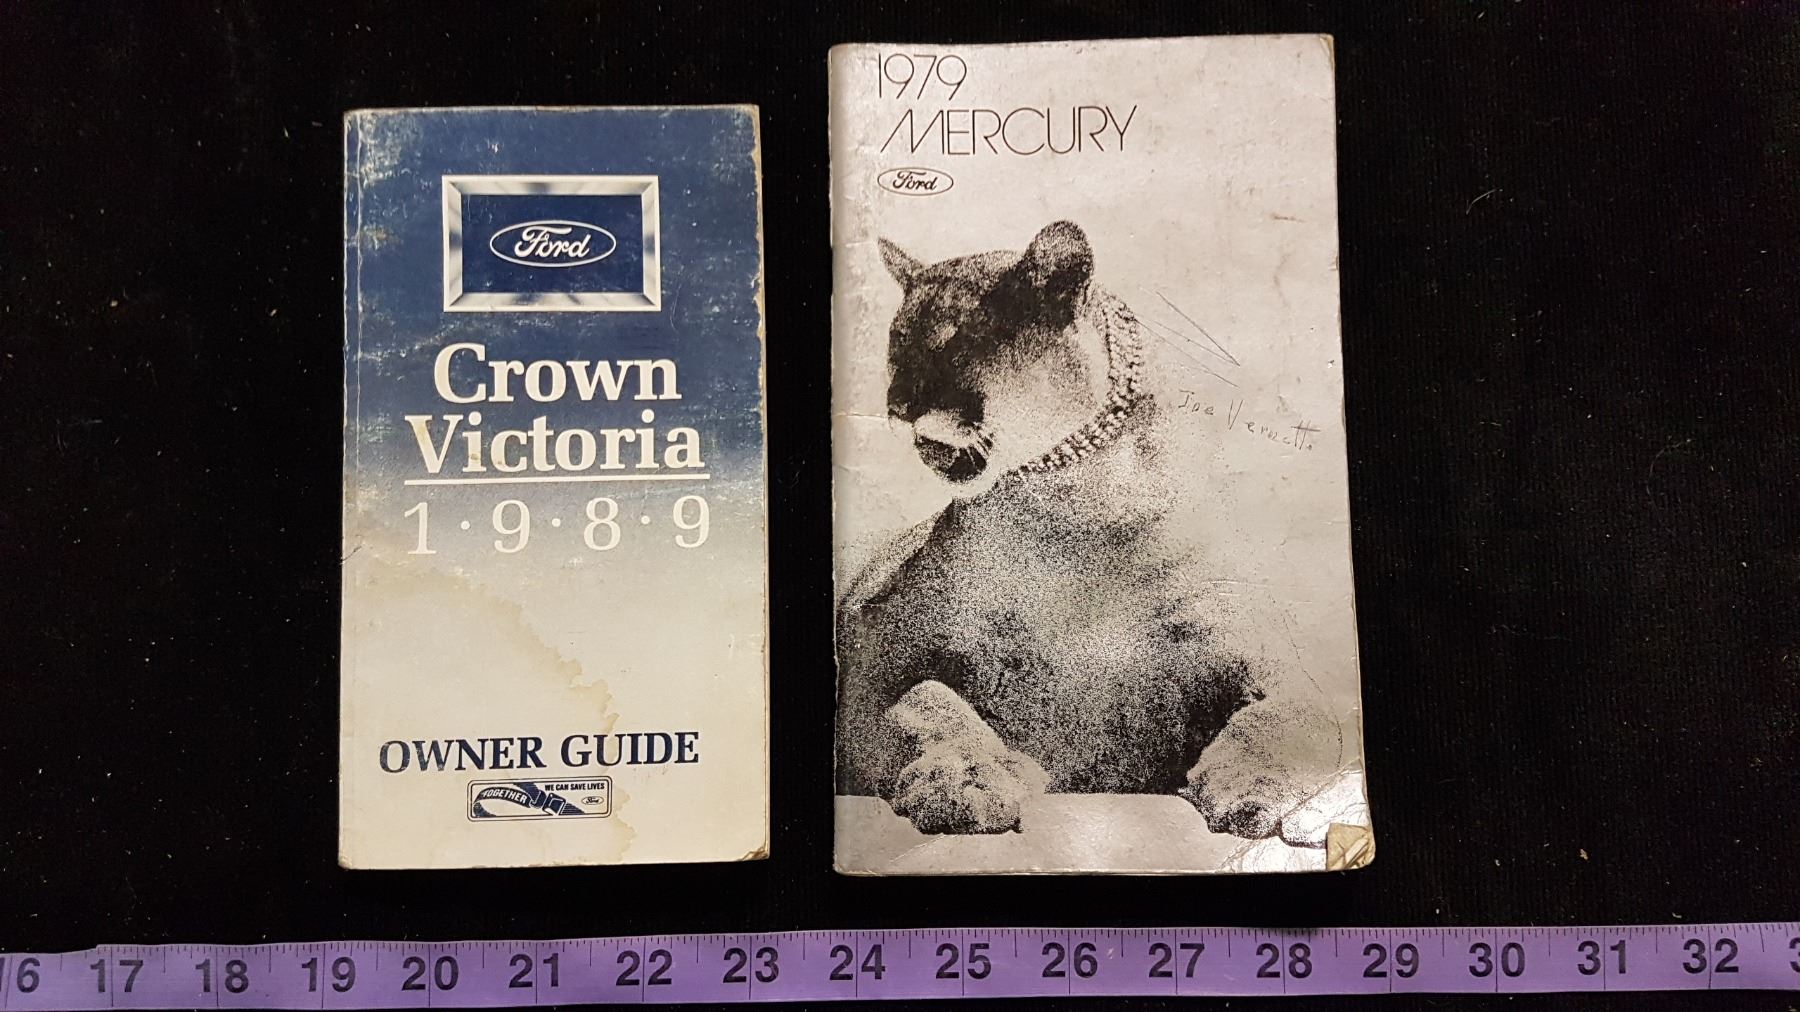 Ford
Crown
Victoria
1·9·8·9
OWNER GUIDE
TOGETHER
WE CAN SAVE LIVES
Ford
1979
MERCURY
Ford
Joe
16 17 18 19 20 21 22 23 24 25 26 27 28 29 30 31 32